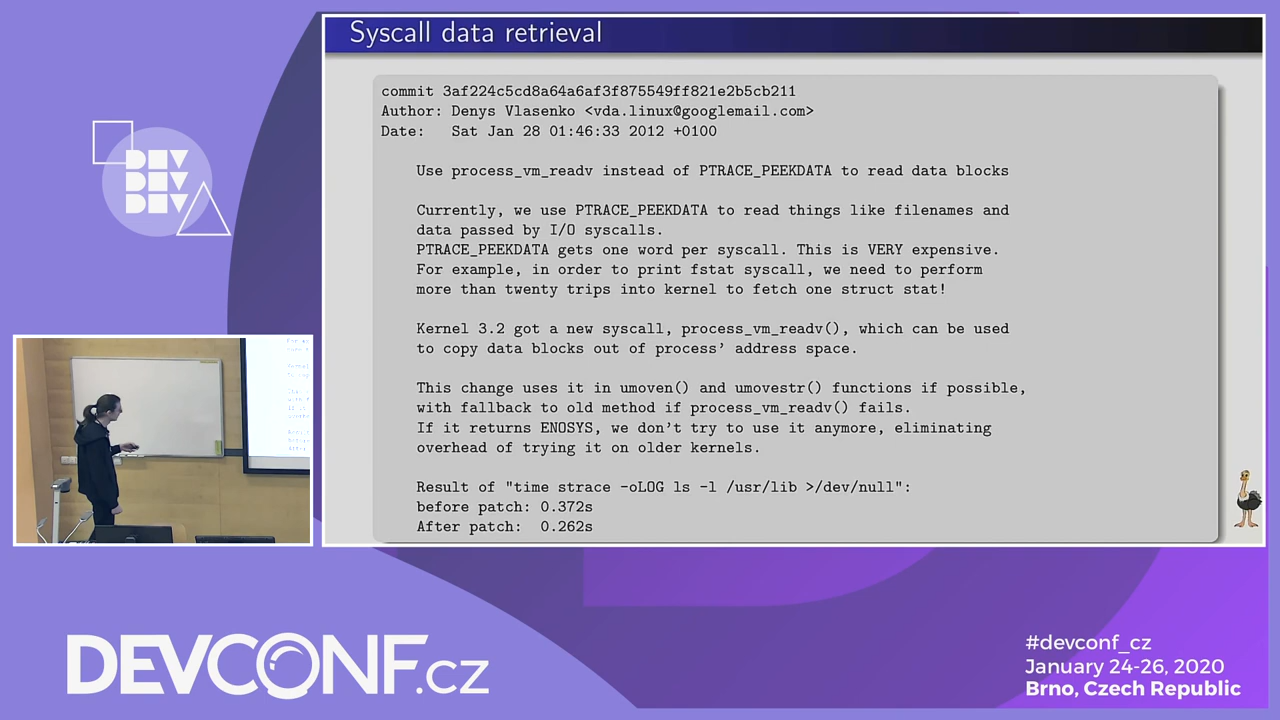 Syscall data retrieval
commit 3af224c5cd8a64a6af3f875549ff821e2b5cb211
Author: Denys Vlasenko <vda.linux@googlemail.com>
Date:   Sat Jan 28 01:46:33 2012 +0100
Use process_vm_readv instead of PTRACE_PEEKDATA to read data blocks
Currently, we use PTRACE_PEEKDATA to read things like filenames and
data passed by I/O syscalls.
PTRACE_PEEKDATA gets one word per syscall. This is VERY expensive.
For example, in order to print fstat syscall, we need to perform
more than twenty trips into kernel to fetch one struct stat!
Kernel 3.2 got a new syscall, process_vm_readv(), which can be used
to copy data blocks out of process' address space.
This change uses it in umoven() and umovestr() functions if possible,
with fallback to old method if process_vm_readv() fails.
If it returns ENOSYS, we don't try to use it anymore, eliminating
overhead of trying it on older kernels.
Result of "time strace -oLOG ls -l /usr/lib >/dev/null":
before patch: 0.372s
After patch:  0.262s
DEV
DEV
DEV
DEVCONF.cz
#devconf_cz
January 24-26, 2020
Brno, Czech Republic